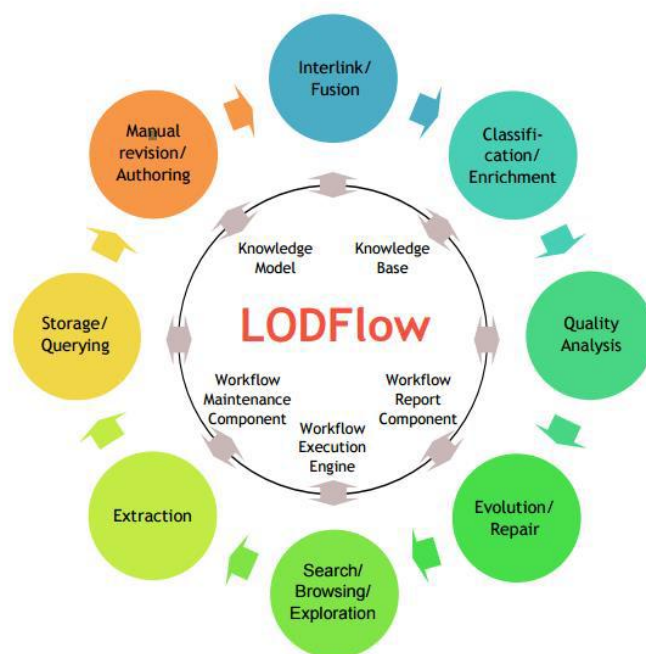 Interlink/
Fusion
Classifi-
cation/
Enrichment
Quality
Analysis
Evolution/
Repair
Search/
Browsing/
Exploration
Extraction
Storage/
Querying
Manual
revision/
Authoring
Knowledge
Model
Knowledge
Base
LODFlow
Workflow
Maintenance
Component
Workflow
Execution
Engine
Workflow
Report
Component